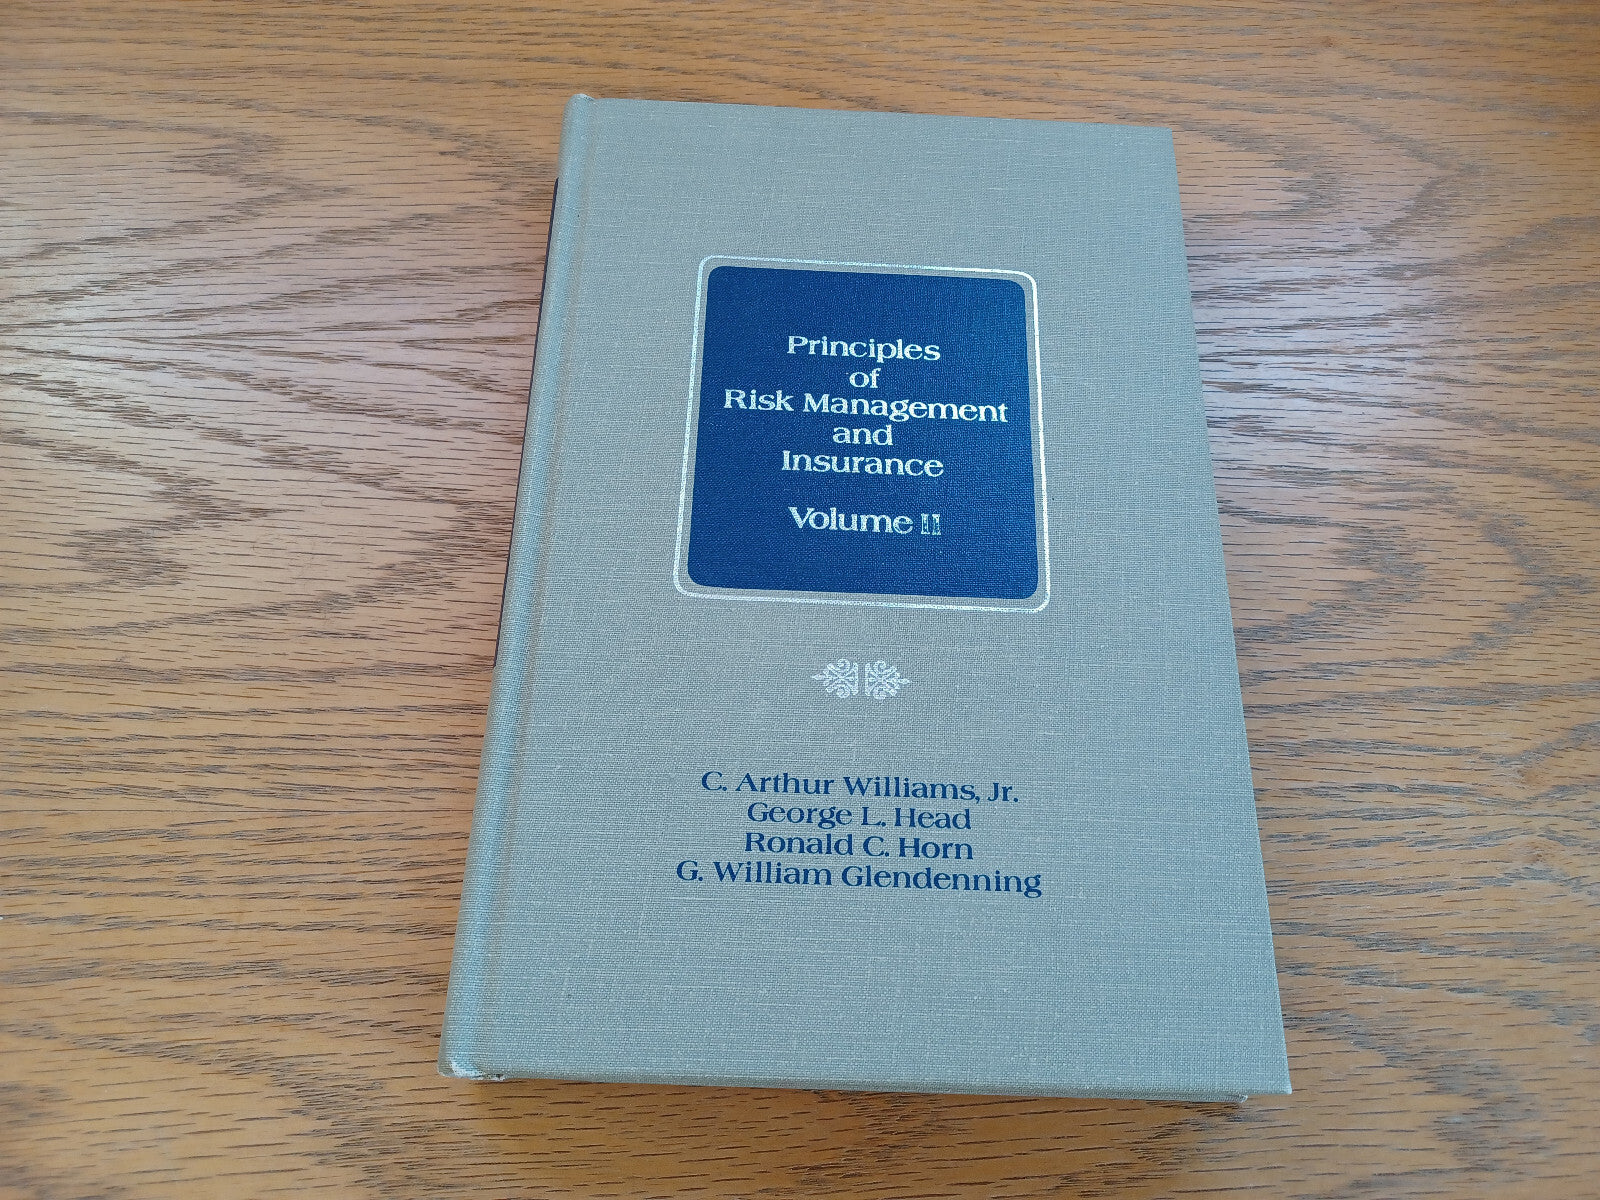 Principles
of
Risk Management
and
Insurance
Volume II
C. Arthur Williams, Jr.
George L. Head
Ronald C. Horn
G. William Glendenning